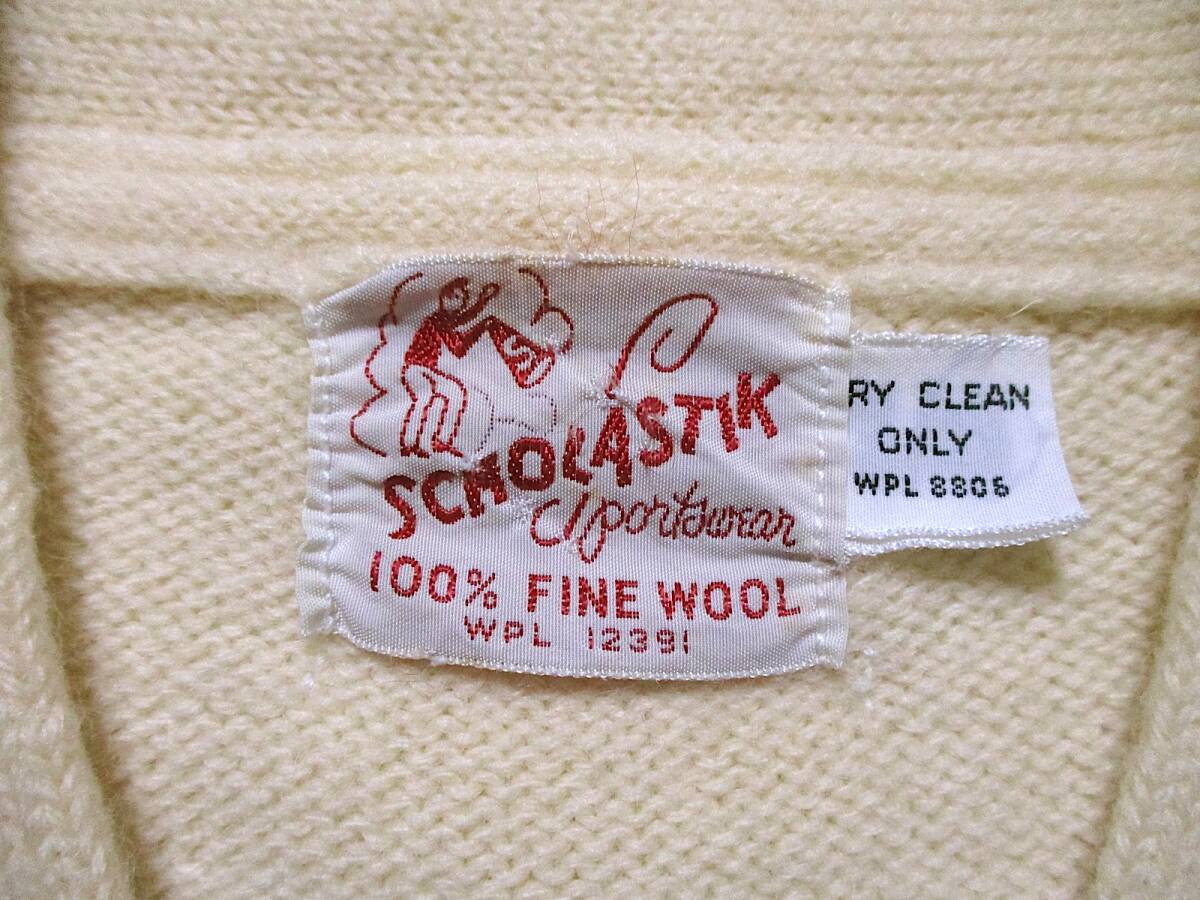 SCHOLASTIK
Sportswear
100% FINE WOOL
WPL 12391
RY CLEAN
ONLY
WPL 8806